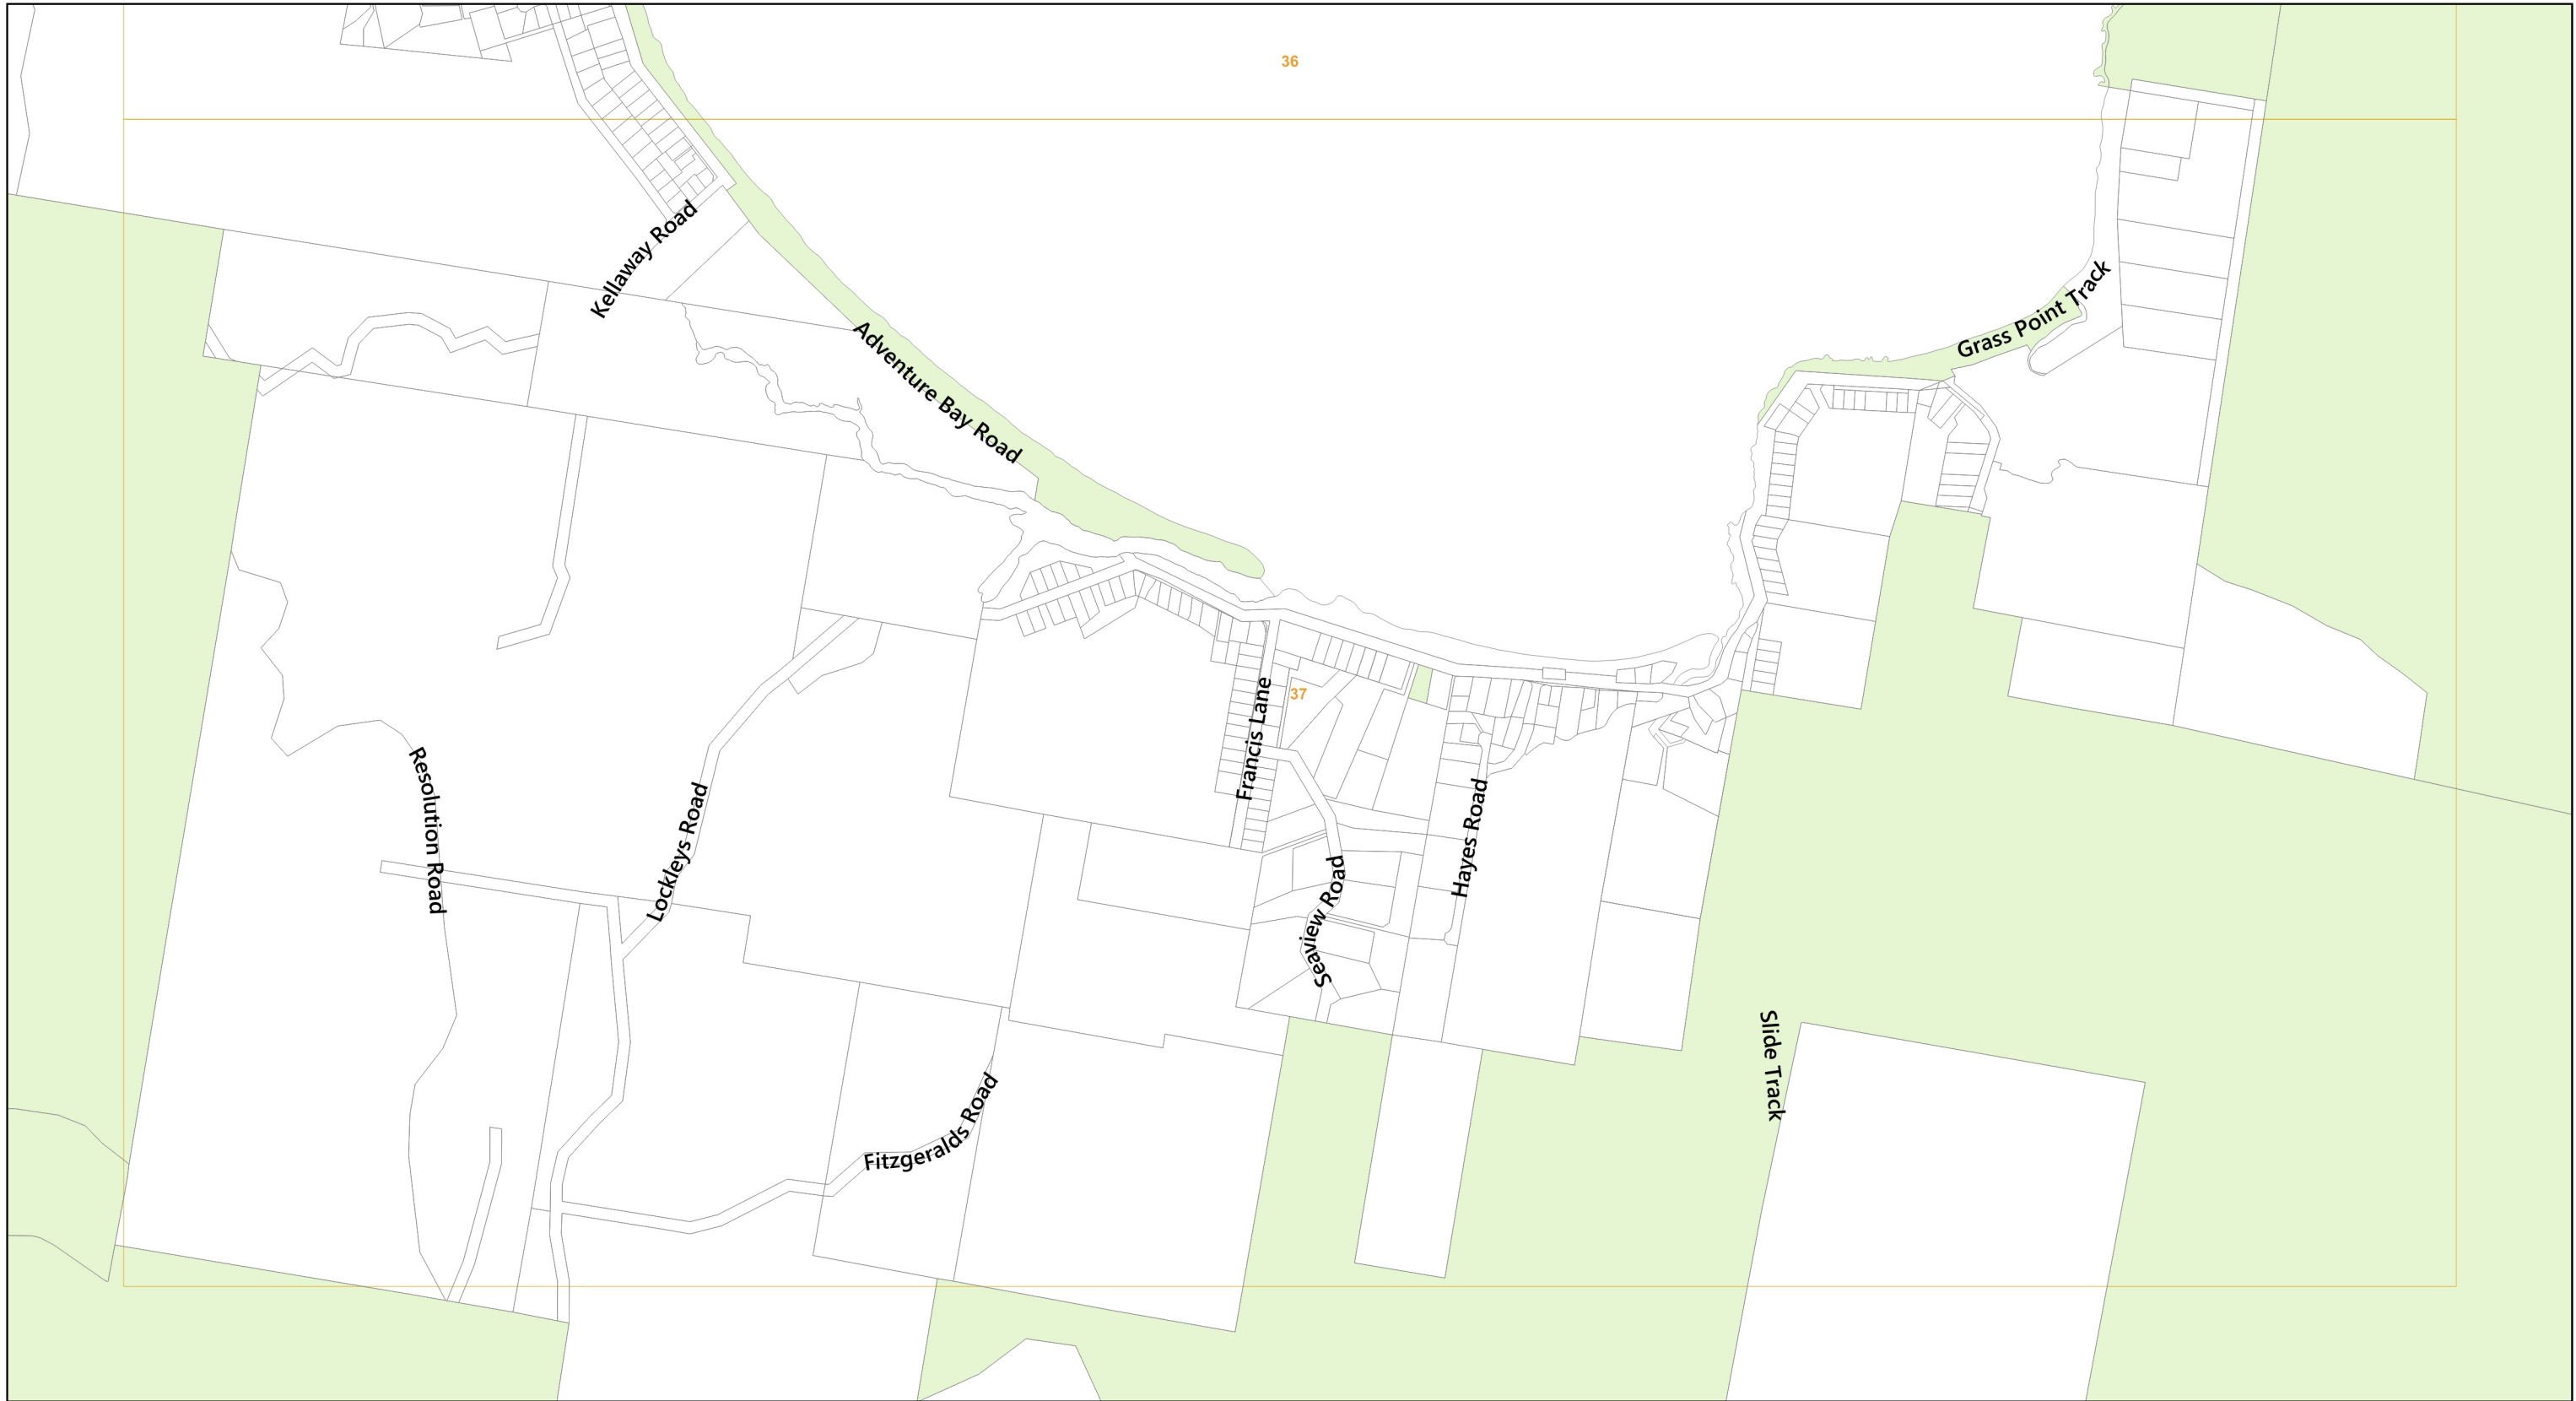 36
Kellaway Road
Adventure Bay Road
Grass Point Track
Francis Lane
37
Resolution Road
Lockleys Road
Hayes Road
Seaview Road
Slide Track
Fitzgeralds Road